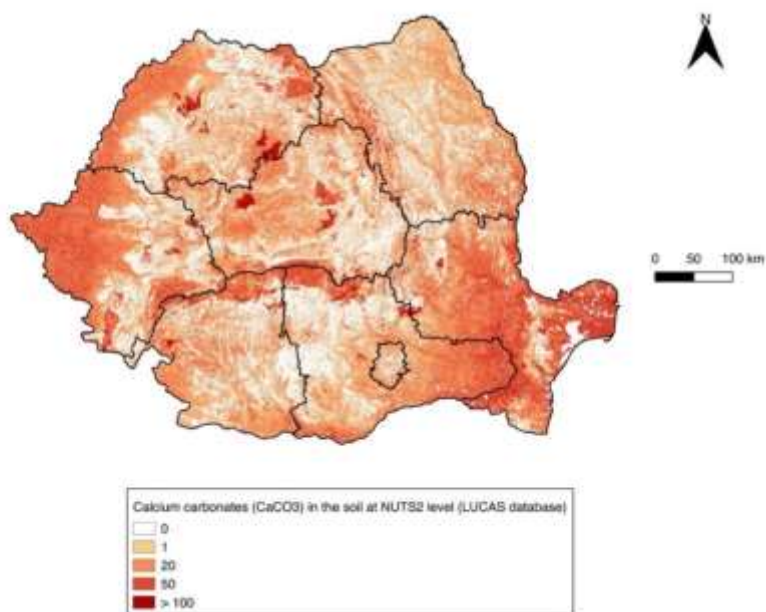 N
0 50 100 km
Calcium carbonates (CaCO3) in the soil at NUTS2 level (LUCAS database)
0
1
20
50
> 100